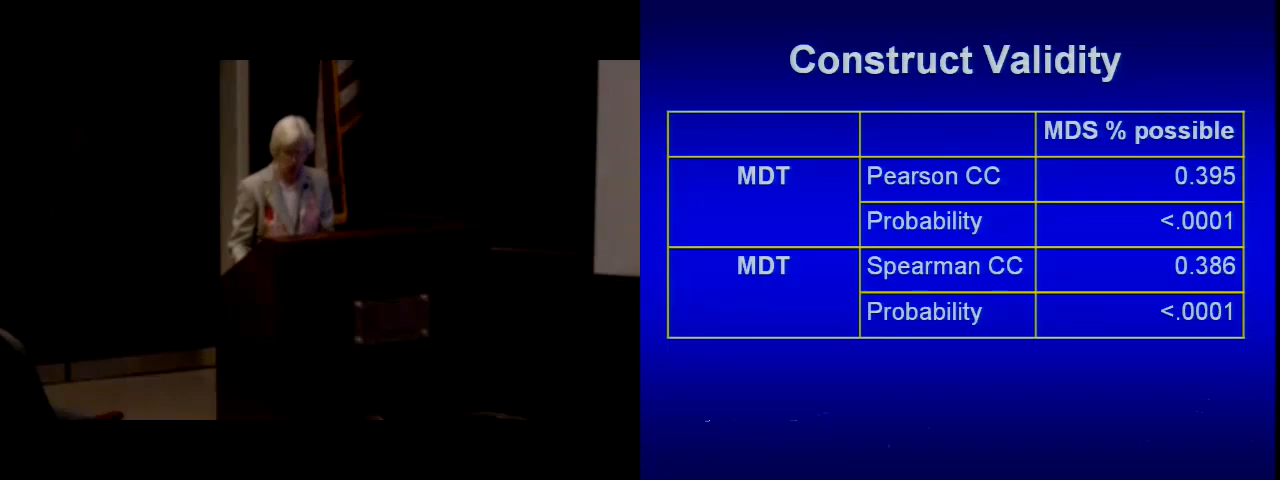 Construct Validity
MDS % possible
MDT Pearson CC 0.395
Probability <.0001
MDT Spearman CC 0.386
Probability <.0001